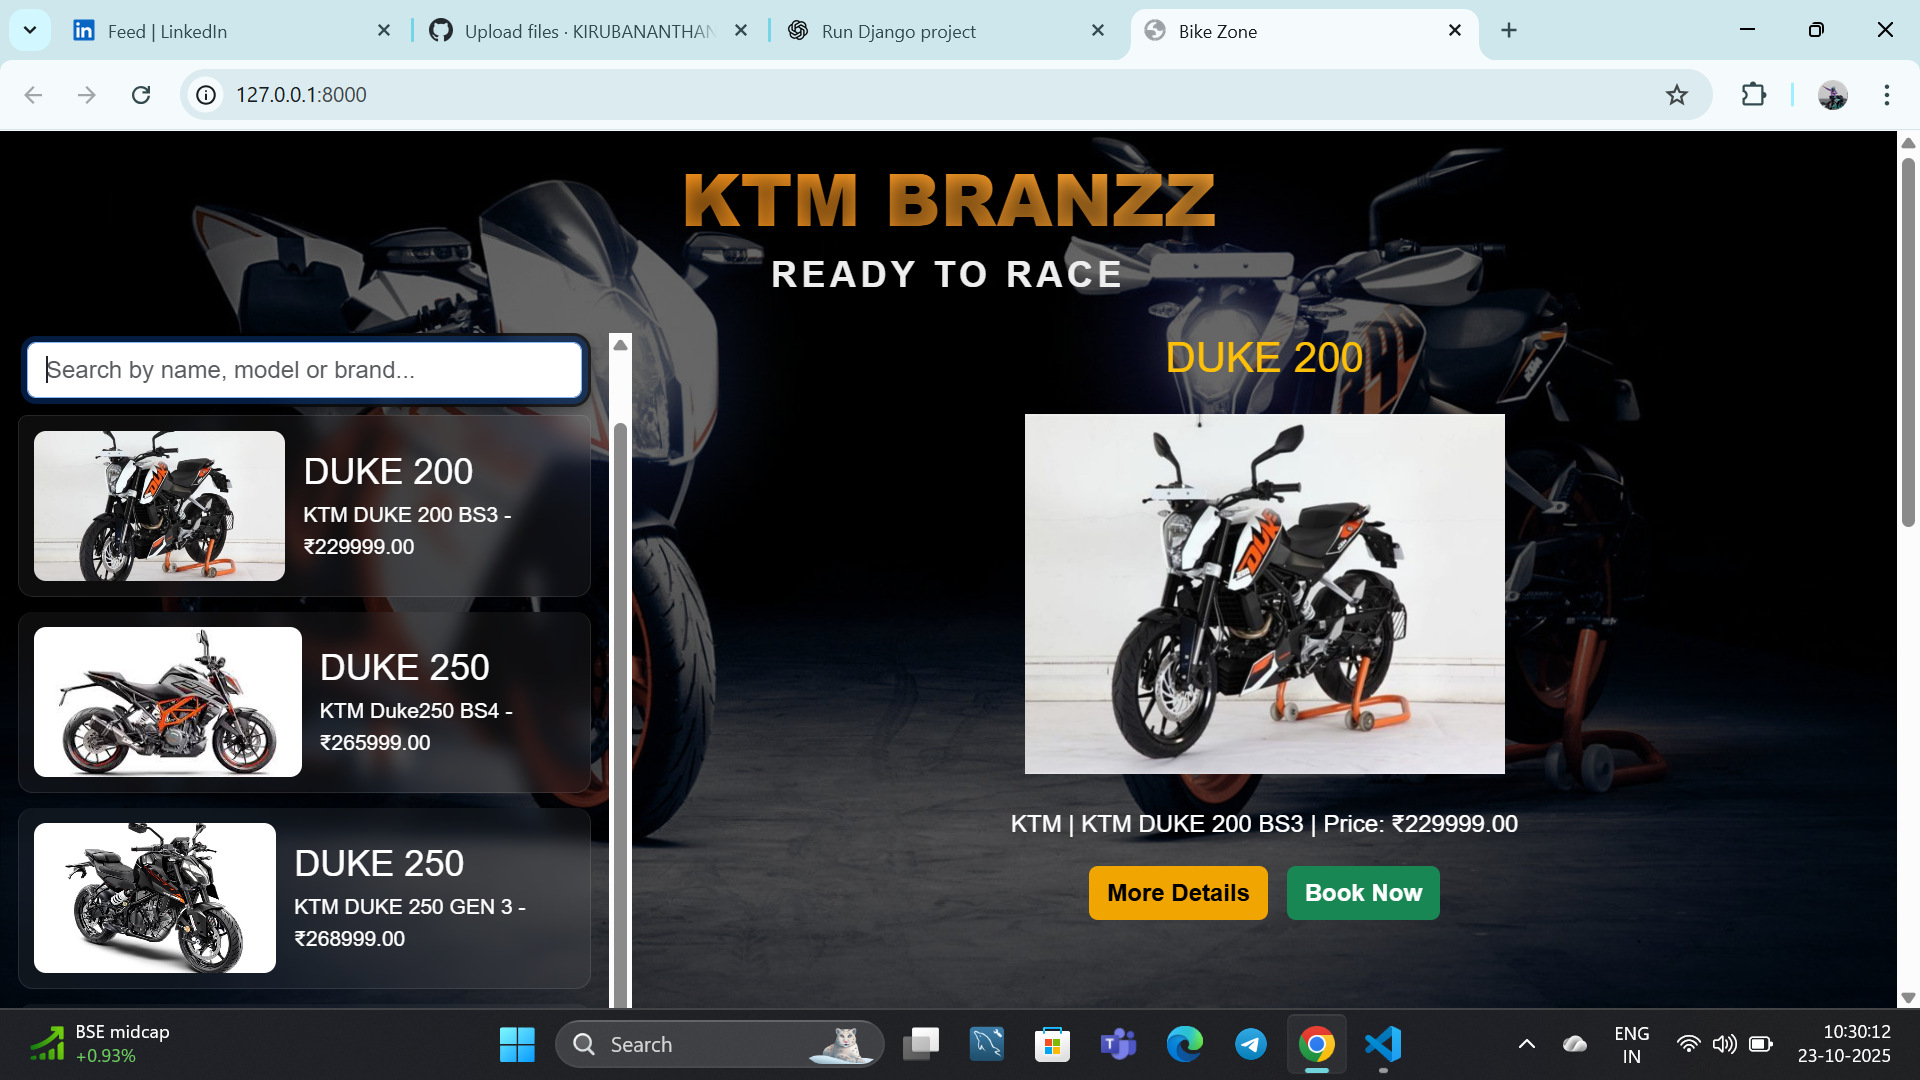 Feed | LinkedIn
Upload files · KIRUBANANTHAN
Run Django project
Bike Zone
127.0.0.1:8000
KTM BRANZZ
READY TO RACE
Search by name, model or brand...
DUKE 200
KTM DUKE 200 BS3 -
₹229999.00
DUKE 250
KTM Duke250 BS4 -
₹265999.00
DUKE 250
KTM DUKE 250 GEN 3 -
₹268999.00
DUKE 200
DUKE
KTM | KTM DUKE 200 BS3 | Price: ₹229999.00
More Details
Book Now
BSE midcap
+0.93%
Search
ENG
IN
10:30:12
23-10-2025